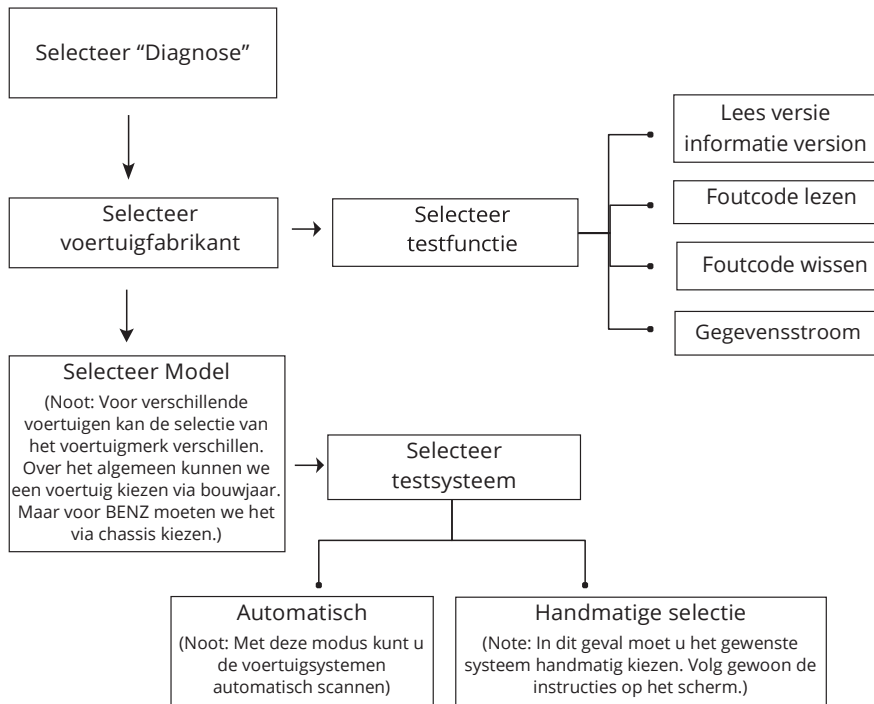 Selecteer “Diagnose”
Selecteer
voertuigfabrikant
Selecteer
testfunctie
Lees versie
informatie version
Foutcode lezen
Foutcode wissen
Gegevensstroom
Selecteer Model
(Noot: Voor verschillende
voertuigen kan de selectie van
het voertuigmerk verschillen.
Over het algemeen kunnen we
een voertuig kiezen via bouwjaar.
Maar voor BENZ moeten we het
via chassis kiezen.)
Selecteer
testsysteem
Automatisch
(Noot: Met deze modus kunt u
de voertuigsystemen
automatisch scannen)
Handmatige selectie
(Note: In dit geval moet u het gewenste
systeem handmatig kiezen. Volg gewoon de
instructies op het scherm.)